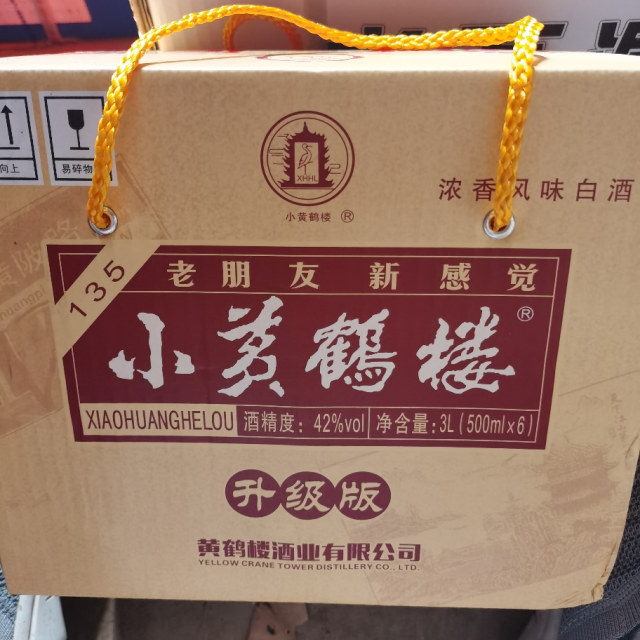 向上
易碎物
XHHL
小黄鹤楼 ®
浓香风味白酒
135
老朋友 新感觉
小黄鹤楼®
XIAOHUANGHELOU 酒精度：42%vol 净含量：3L（500ml×6）
升级版
黄鹤楼酒业有限公司
YELLOW CRANE TOWER DISTILLERY CO., LTD.